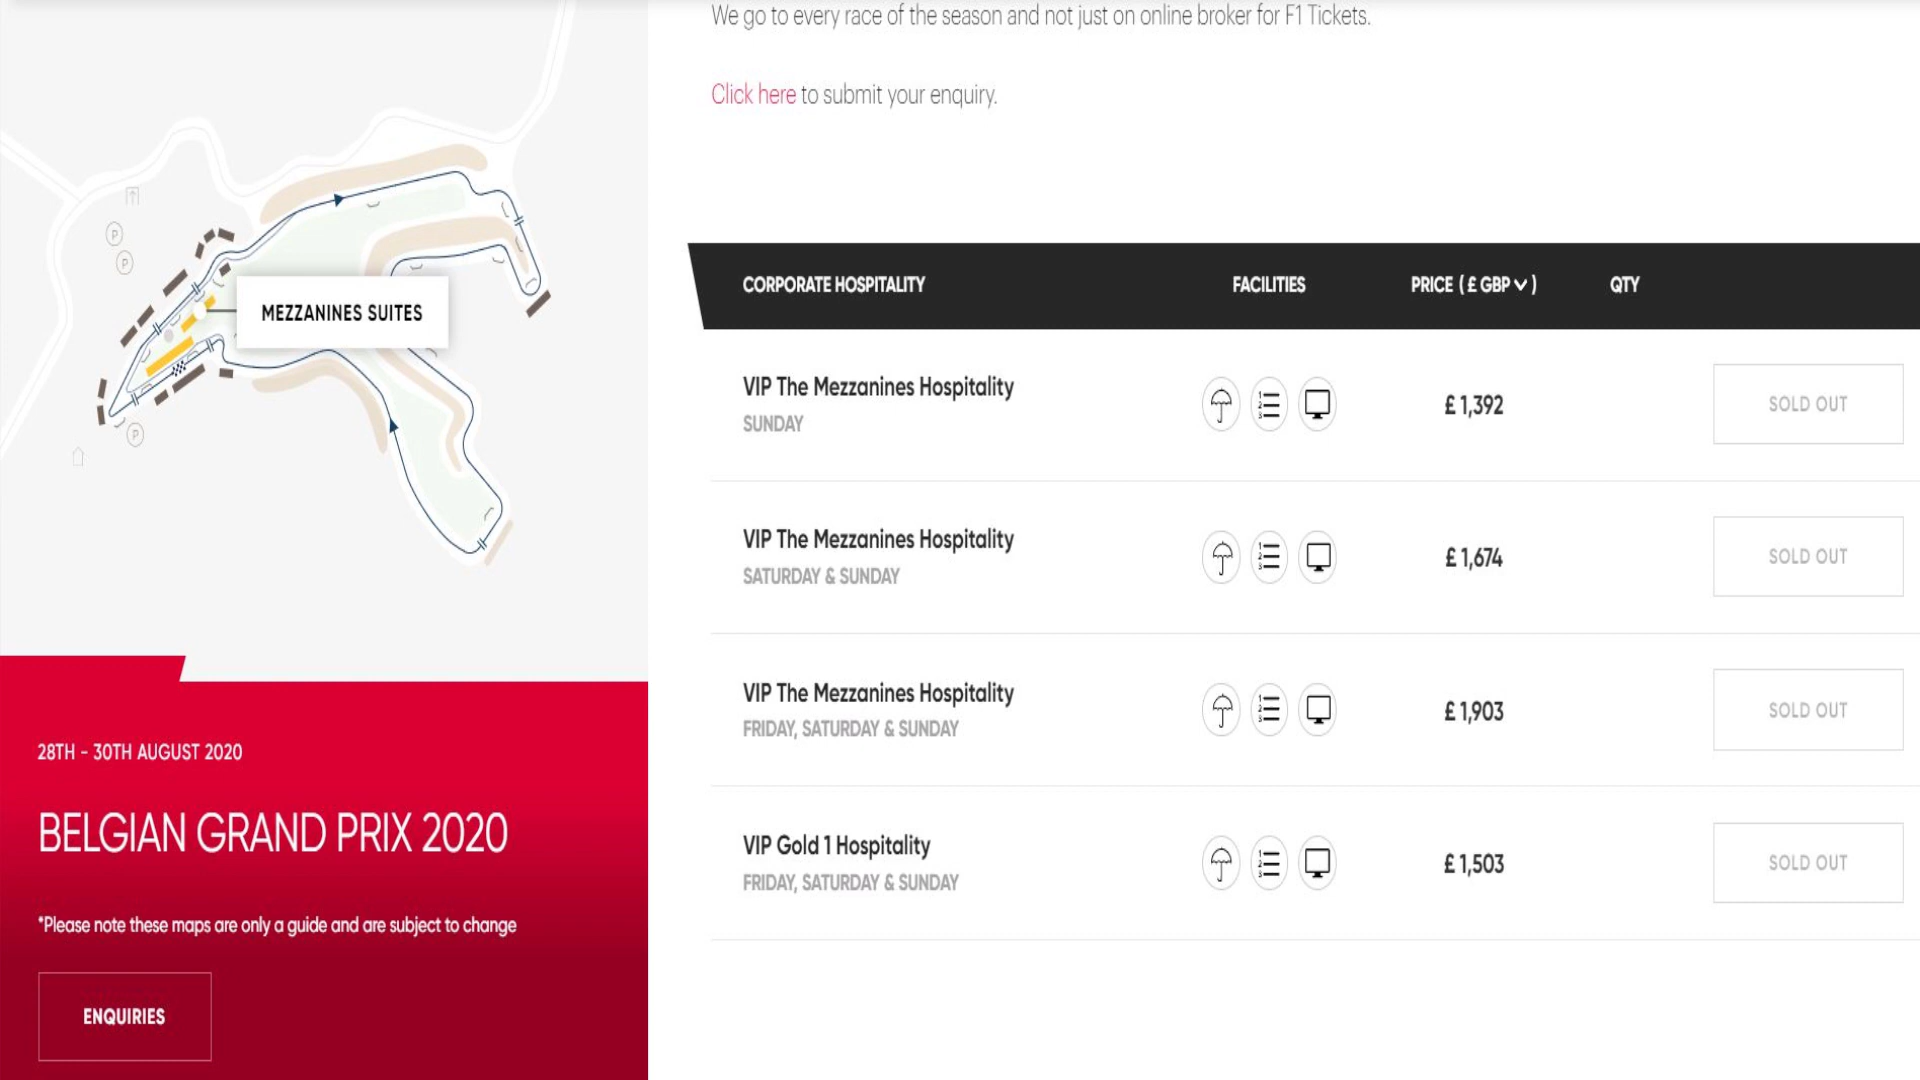 We go to every race of the season and not just on online broker for F1 Tickets.
Click here to submit your enquiry.
P
P
MEZZANINES SUITES
P
28TH - 30TH AUGUST 2020
BELGIAN GRAND PRIX 2020
*Please note these maps are only a guide and are subject to change
ENQUIRIES
CORPORATE HOSPITALITY FACILITIES PRICE ( £ GBP ) QTY
VIP The Mezzanines Hospitality
SUNDAY
£ 1,392
SOLD OUT
VIP The Mezzanines Hospitality
SATURDAY & SUNDAY
£ 1,674
SOLD OUT
VIP The Mezzanines Hospitality
FRIDAY, SATURDAY & SUNDAY
£ 1,903
SOLD OUT
VIP Gold 1 Hospitality
FRIDAY, SATURDAY & SUNDAY
£ 1,503
SOLD OUT